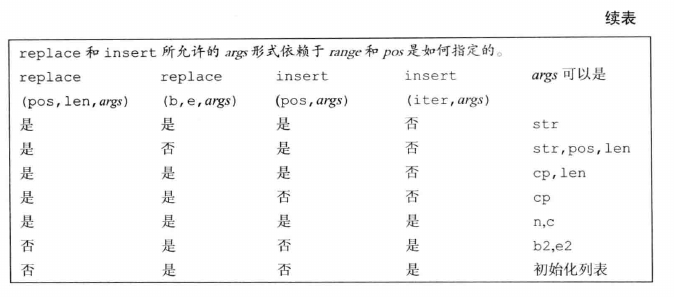 续表
replace 和 insert 所允许的 args 形式依赖于 range 和 pos 是如何指定的。
replace replace insert insert args 可以是
(pos,len,args) (b,e,args) (pos,args) (iter,args)
是 是 是 否 str
是 否 是 否 str,pos,len
是 是 是 否 cp,len
是 是 否 否 cp
是 是 是 是 n,c
否 是 否 是 b2,e2
否 是 否 是 初始化列表